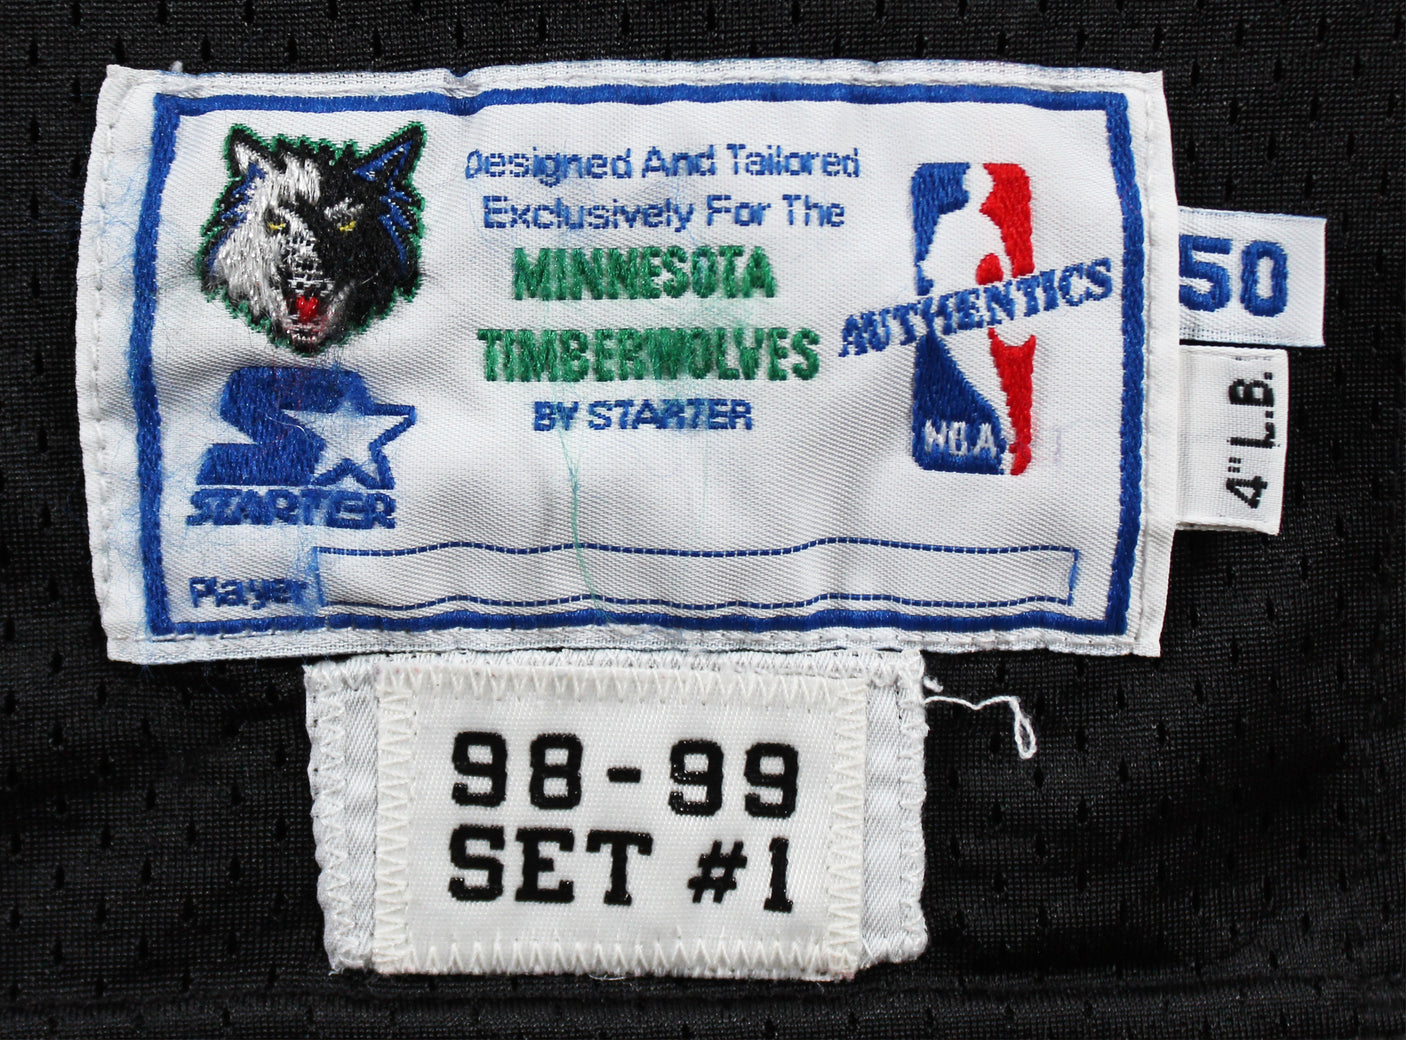 Designed And Tailored
Exclusively For The
MINNESOTA
TIMBERWOLVES
BY STARTER
AUTHENTICS
NBA
STARTER
Player
50
4" L.B.
98-99
SET #1